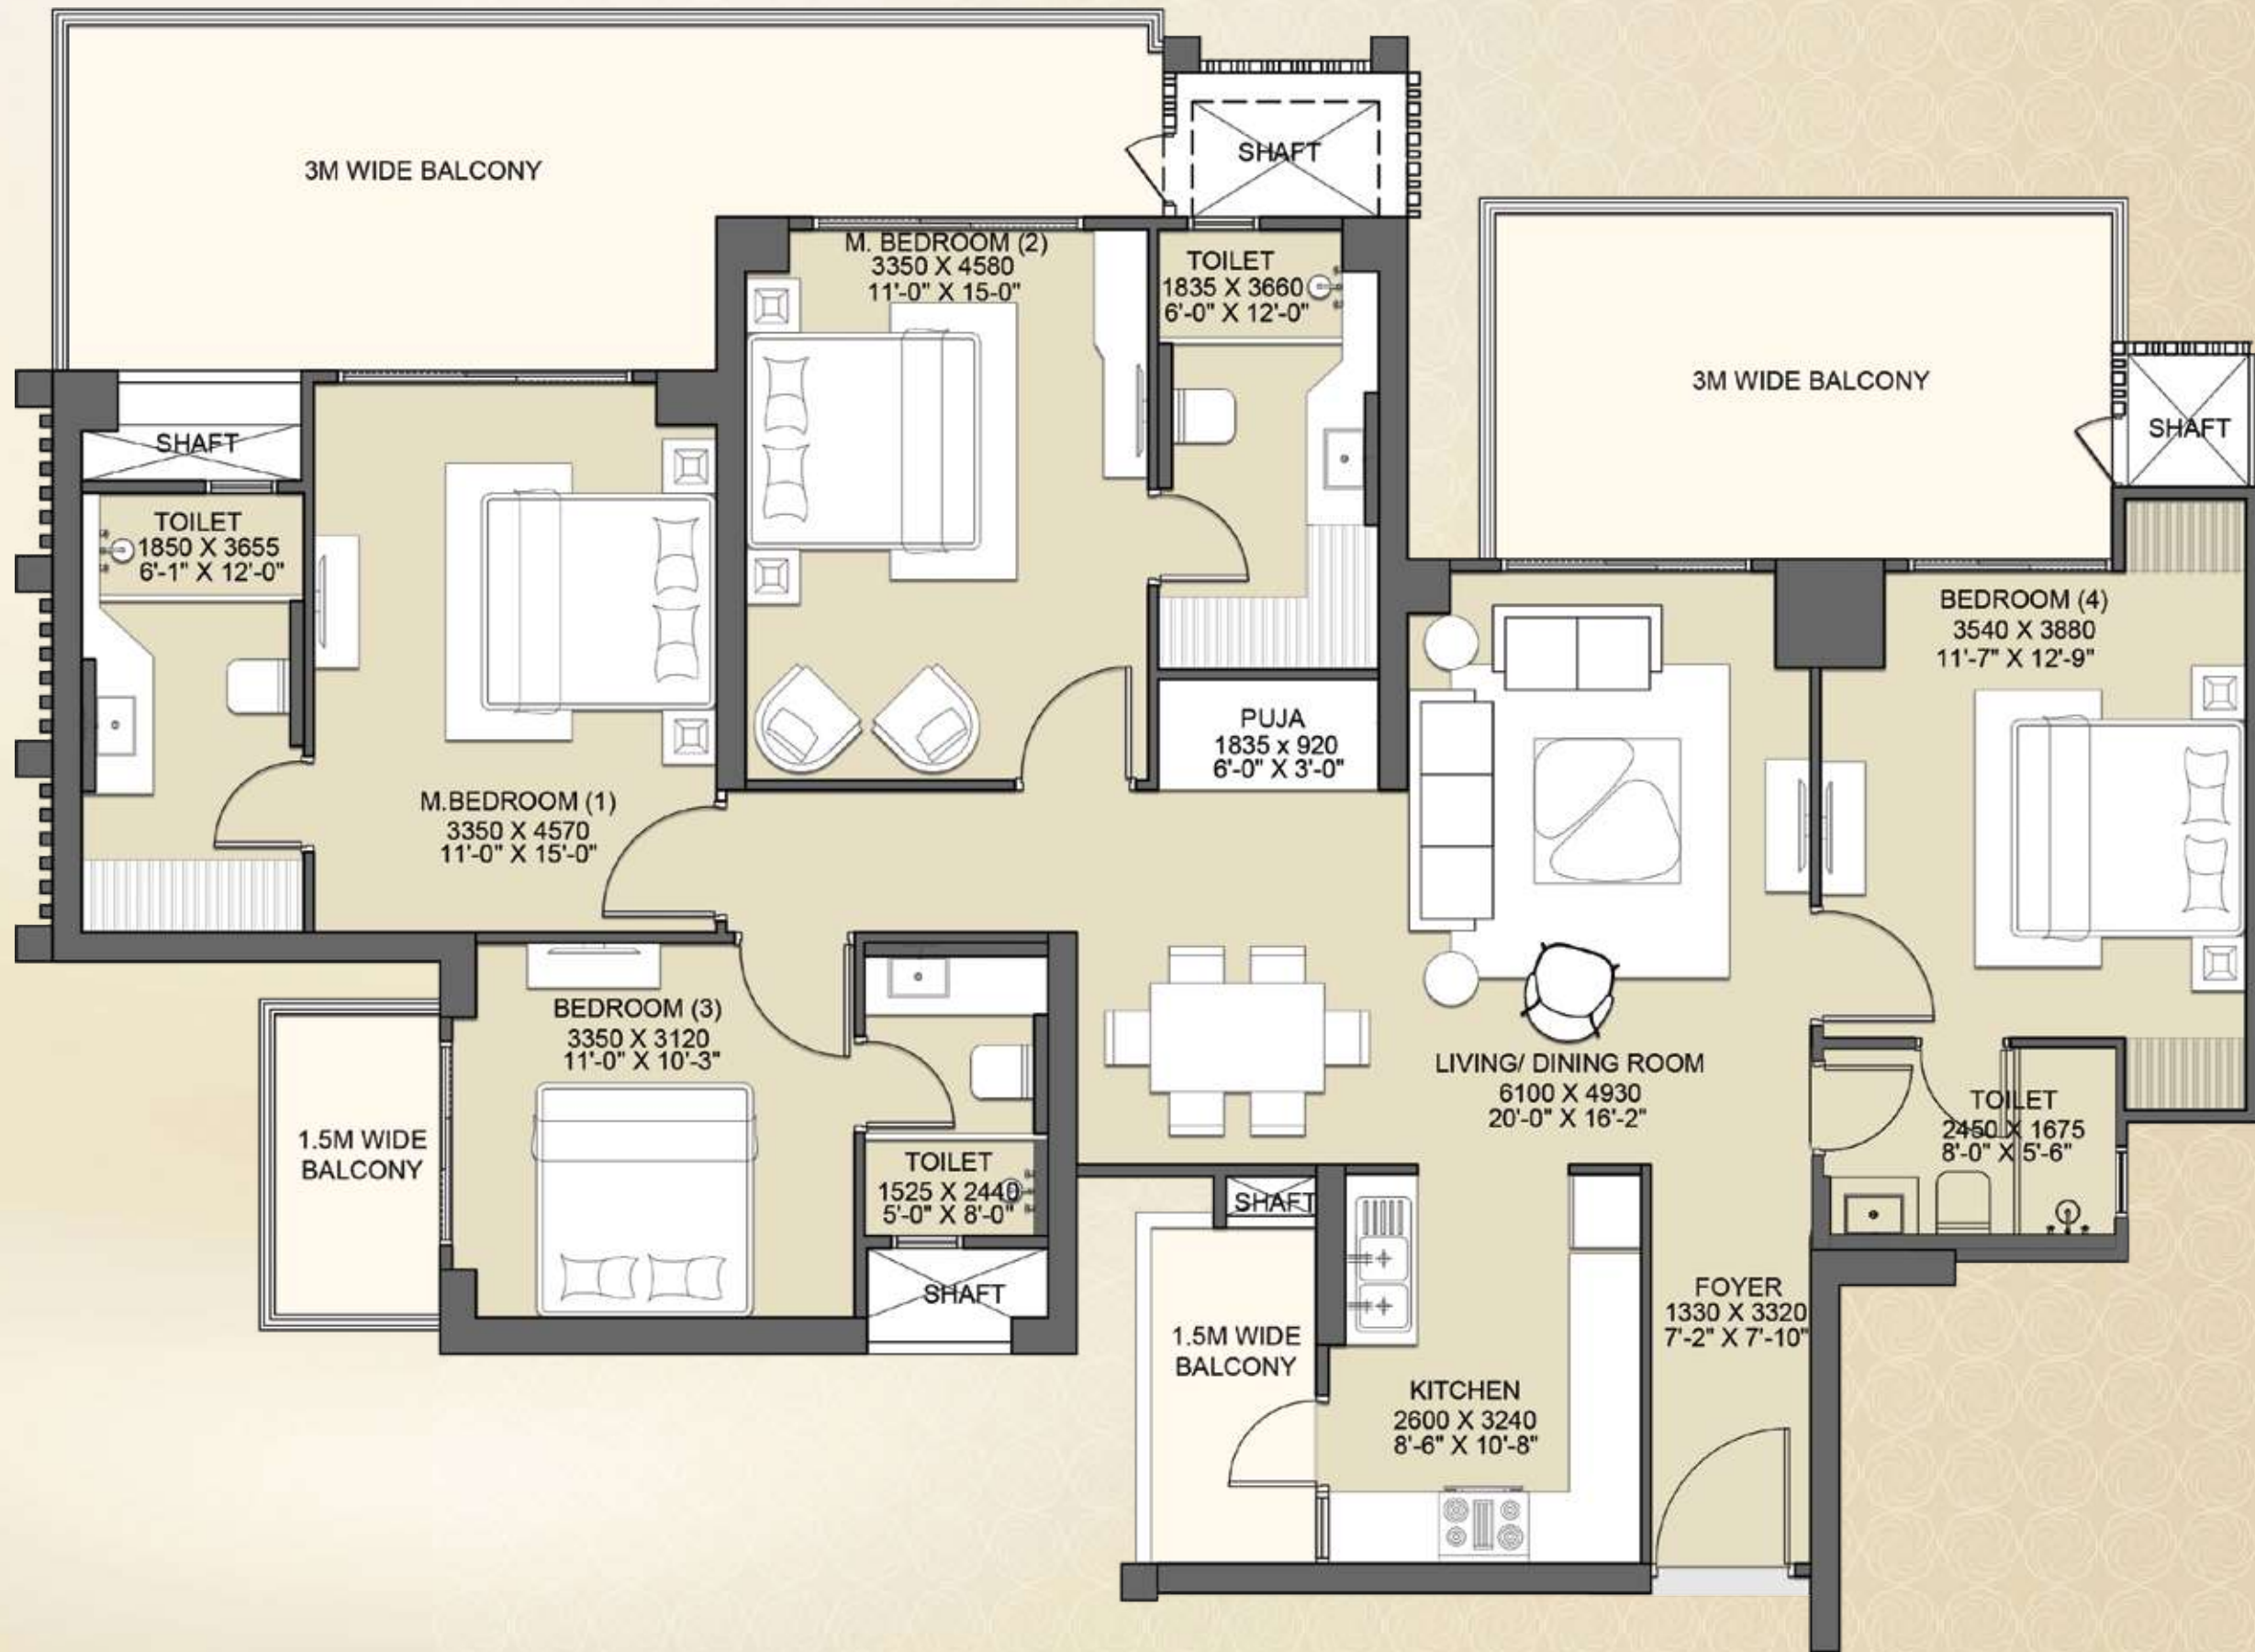 3M WIDE BALCONY
SHAFT
M. BEDROOM (2)
3350 X 4580
11'-0" X 15-0"
TOILET
1835 X 3660
6'-0" X 12'-0"
3M WIDE BALCONY
SHAFT
SHAFT
TOILET
1850 X 3655
6'-1" X 12'-0"
BEDROOM (4)
3540 X 3880
11'-7" X 12'-9"
PUJA
1835 x 920
6'-0" X 3'-0"
M.BEDROOM (1)
3350 X 4570
11'-0" X 15'-0"
BEDROOM (3)
3350 X 3120
11'-0" X 10'-3"
LIVING/ DINING ROOM
6100 X 4930
20'-0" X 16'-2"
TOILET
2450 X 1675
8'-0" X 5'-6"
1.5M WIDE
BALCONY
TOILET
1525 X 2440
5'-0" X 8'-0"
SHAFT
SHAFT
FOYER
1330 X 3320
7'-2" X 7'-10"
1.5M WIDE
BALCONY
KITCHEN
2600 X 3240
8'-6" X 10'-8"